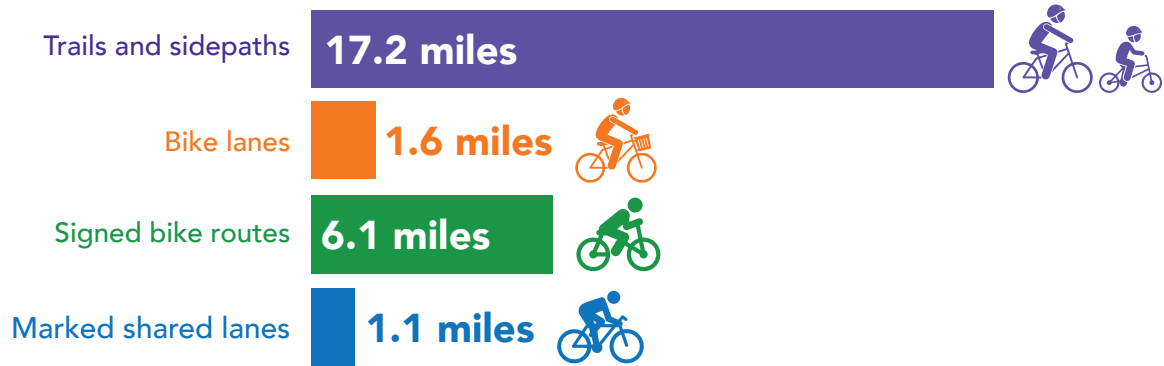 Trails and sidepaths 17.2 miles
Bike lanes 1.6 miles
Signed bike routes 6.1 miles
Marked shared lanes 1.1 miles